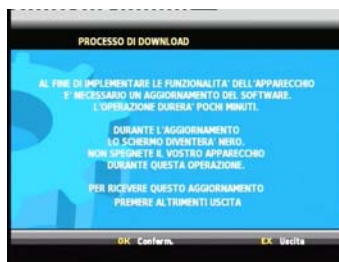 PROCESSO DI DOWNLOAD
AL FINE DI IMPLEMENTARE LE FUNZIONALITA' DELL'APPARECCHIO
E' NECESSARIO UN AGGIORNAMENTO DEL SOFTWARE.
L'OPERAZIONE DURERA' POCHI MINUTI.
DURANTE L'AGGIORNAMENTO
LO SCHERMO DIVENTERA' NERO.
NON SPEGNETE IL VOSTRO APPARECCHIO
DURANTE QUESTA OPERAZIONE.
PER RICEVERE QUESTO AGGIORNAMENTO
PREMERE ALTRIMENTI USCITA
OK Conferm. EX Uscita